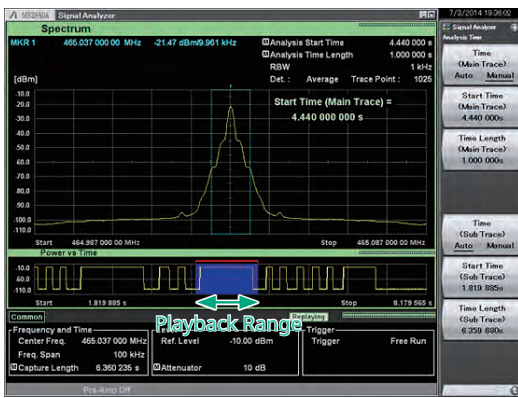 MS2850A Signal Analyzer
7/3/2014 19:36:02
Spectrum
MKR 1 465.037 000 00 MHz -21.47 dBm/9.961 kHz
Analysis Start Time 4.440 000 s
Analysis Time Length 1.000 000 s
RBW 1 kHz
Det. : Average Trace Point : 1025
[dBm]
-10.0
-20.0
-30.0
-40.0
-50.0
-60.0
-70.0
-80.0
-90.0
-100.0
-110.0
Start Time (Main Trace) =
4.440 000 000 s
Start 464.987 000 00 MHz
Stop 465.087 000 00 MHz
Power vs Time
-10.0
-60.0
-110.0
Start 1.819 885 s
Stop 8.179 565 s
Playback Range
Common
Replaying
Frequency and Time
Center Freq. 465.037 000 00 MHz
Freq. Span 100 kHz
Capture Length 6.360 235 s
Ref. Level -10.00 dBm
Attenuator 10 dB
Trigger
Trigger Free Run
Pre-Amp Off
Signal Analyzer
Analysis Time
Time
(Main Trace)
Auto Manual
Start Time
(Main Trace)
4.440 000s
Time Length
(Main Trace)
1.000 000s
Time
(Sub Trace)
Auto Manual
Start Time
(Sub Trace)
1.819 885s
Time Length
(Sub Trace)
6.359 680s